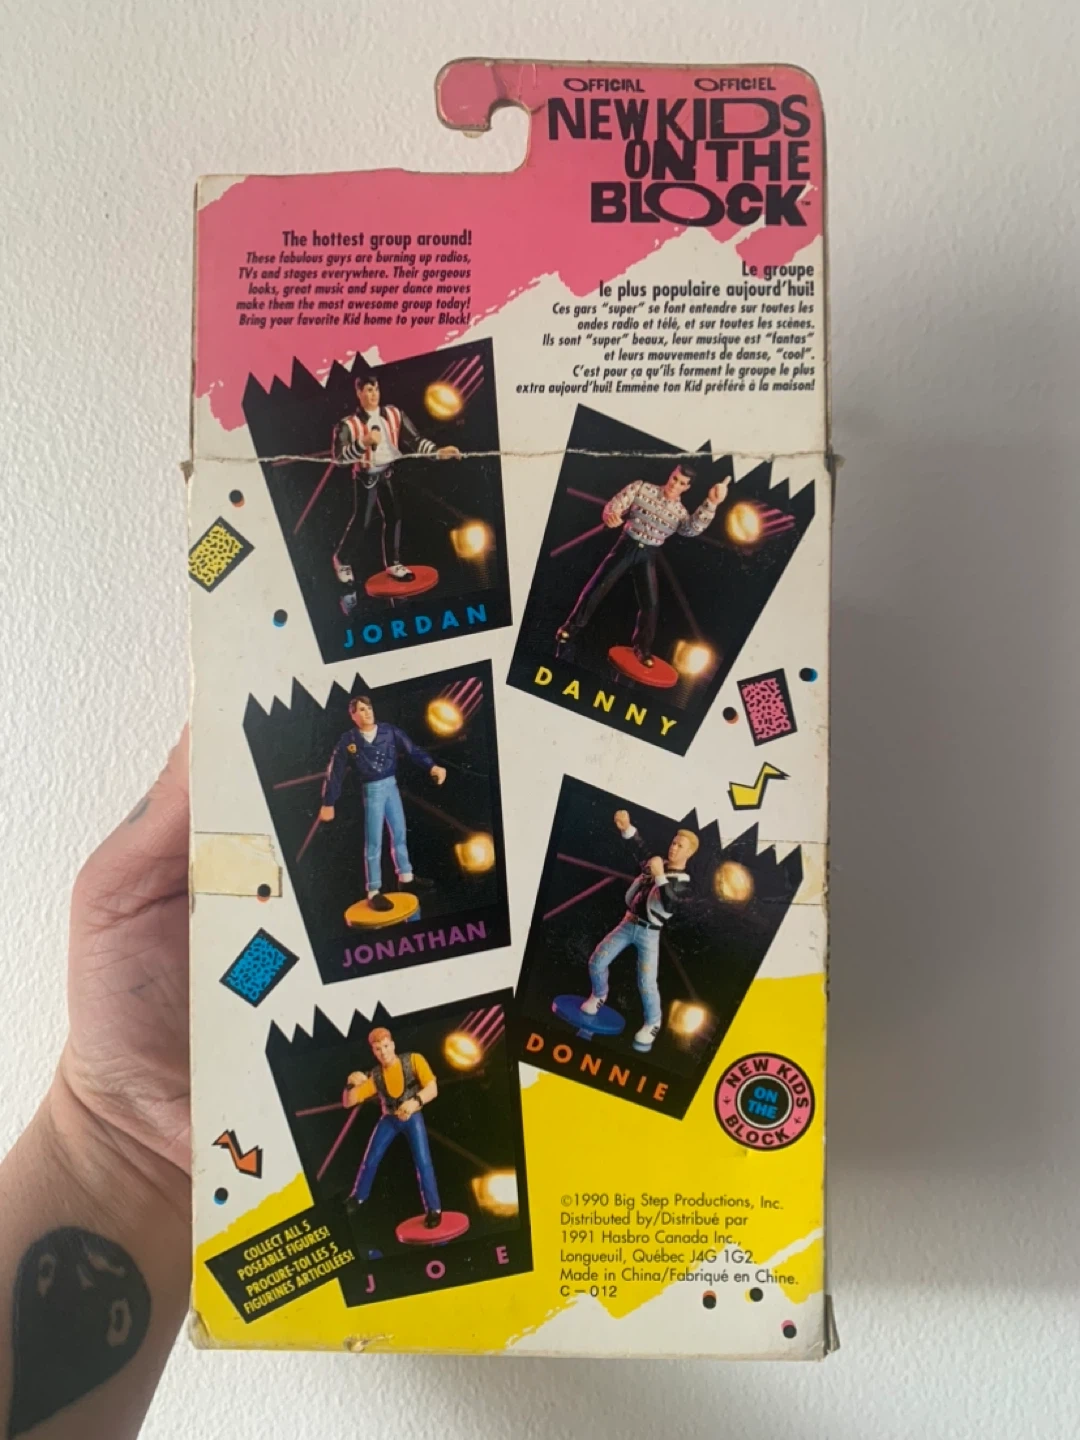 OFFICIAL OFFICIEL
NEW KIDS
ON THE
BLOCK™
The hottest group around!
These fabulous guys are burning up radios,
TVs and stages everywhere. Their gorgeous
looks, great music and super dance moves
make them the most awesome group today!
Bring your favorite Kid home to your Block!
Le groupe
le plus populaire aujourd'hui!
Ces gars "super" se font entendre sur toutes les
ondes radio et télé, et sur toutes les scènes.
Ils sont "super" beaux, leur musique est "fantas"
et leurs mouvements de danse, "cool".
C'est pour ça qu'ils forment le groupe le plus
extra aujourd'hui! Emmène ton Kid préféré à la maison!
JORDAN
DANNY
JONATHAN
DONNIE
JOE
NEW KIDS
ON
THE
BLOCK
COLLECT ALL 5
POSEABLE FIGURES!
PROCURE-TOI LES 5
FIGURINES ARTICULÉES!
©1990 Big Step Productions, Inc.
Distributed by/Distribué par
1991 Hasbro Canada Inc.,
Longueuil, Québec J4G 1G2.
Made in China/Fabriqué en Chine.
C—012